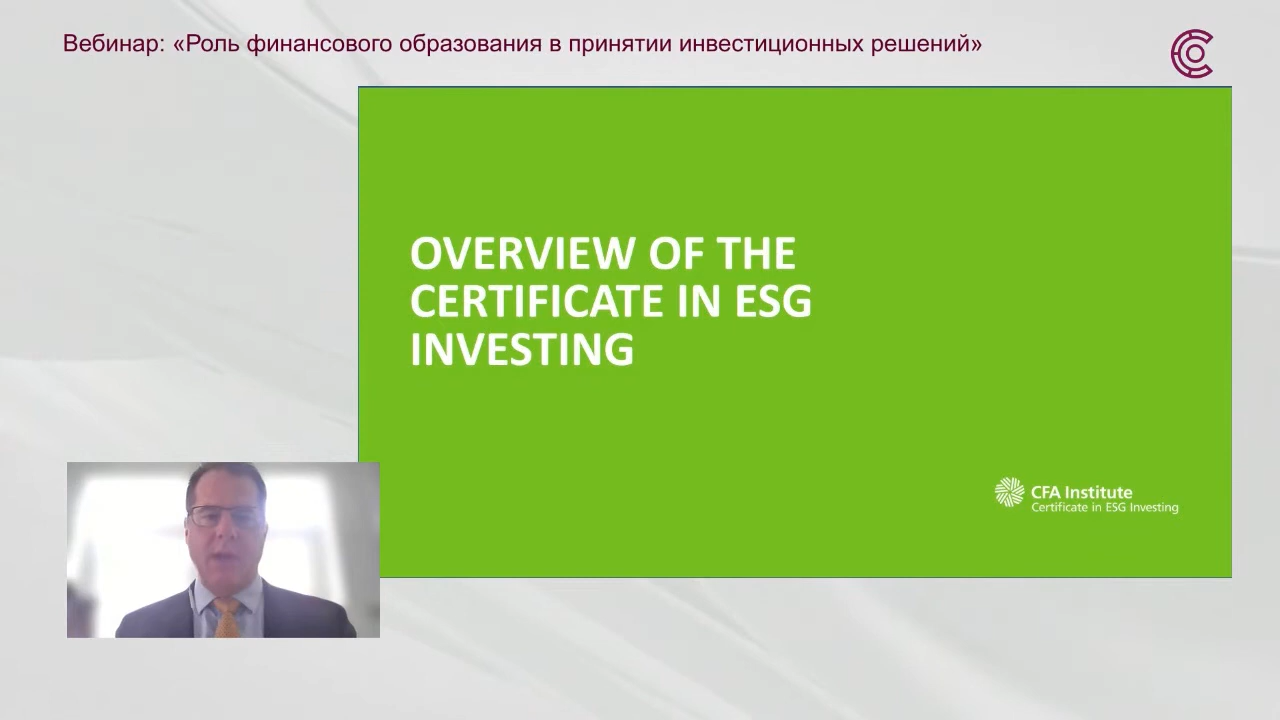 Вебинар: «Роль финансового образования в принятии инвестиционных решений»
OVERVIEW OF THE
CERTIFICATE IN ESG
INVESTING
CFA Institute
Certificate in ESG Investing